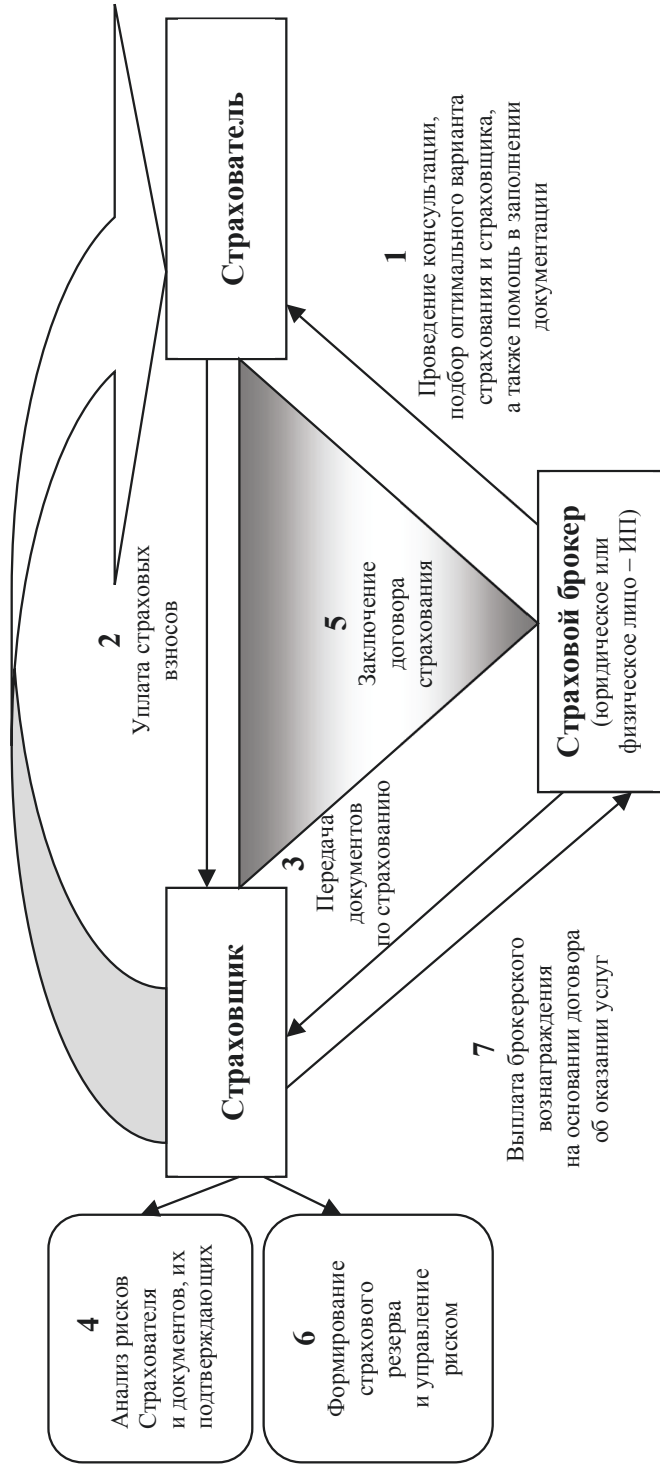 Страхователь
1
Проведение консультации,
подбор оптимального варианта
страхования и страховщика,
а также помощь в заполнении
документации
2
Уплата страховых
взносов
5
Заключение
договора
страхования
Страховой брокер
(юридическое или
физическое лицо – ИП)
3
Передача
документов
по страхованию
Страховщик
7
Выплата брокерского
вознаграждения
на основании договора
об оказании услуг
4
Анализ рисков
Страхователя
и документов, их
подтверждающих
6
Формирование
страхового
резерва
и управление
риском